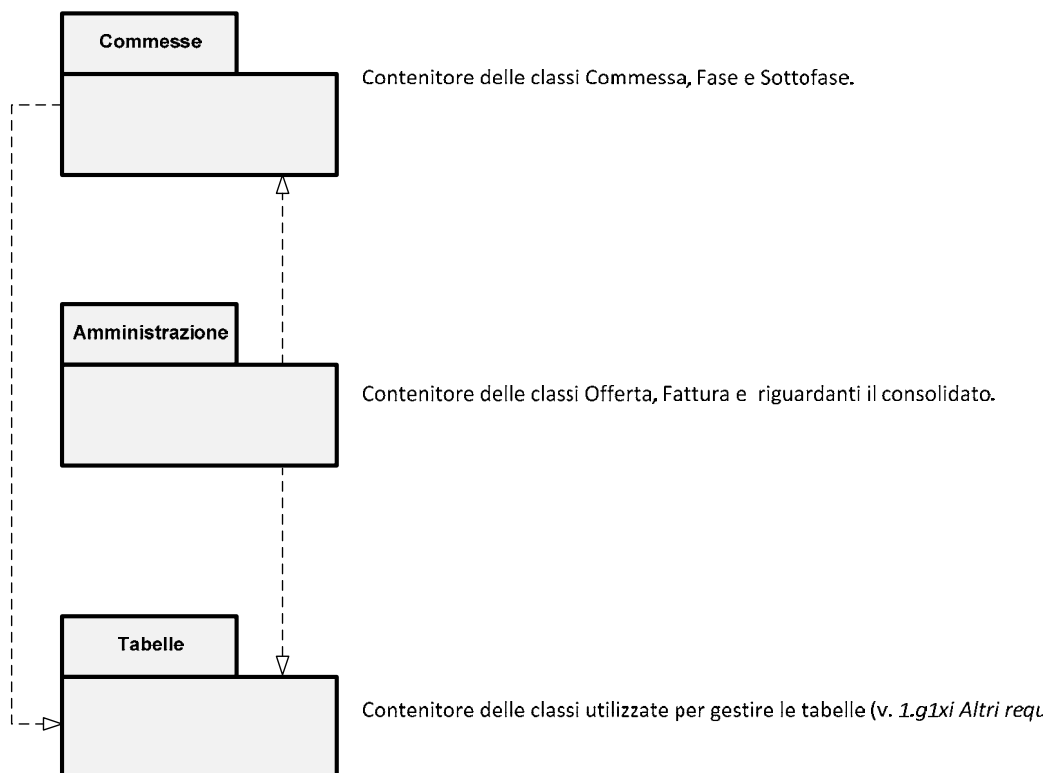 Commesse
Contenitore delle classi Commessa, Fase e Sottofase.
Amministrazione
Contenitore delle classi Offerta, Fattura e riguardanti il consolidato.
Tabelle
Contenitore delle classi utilizzate per gestire le tabelle (v. 1.g1xi Altri requ